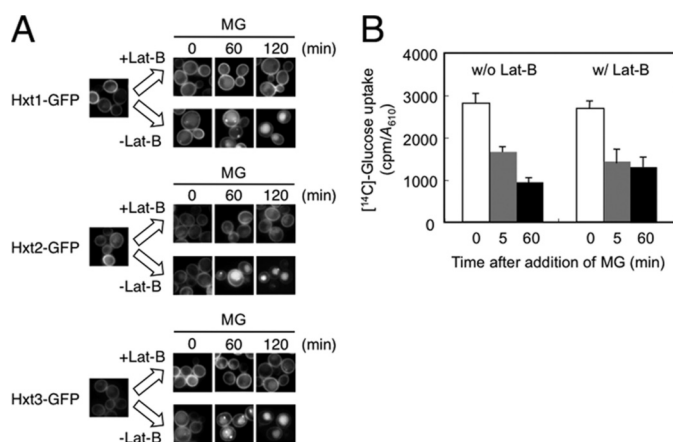 A
MG
+Lat-B
0 60 120 (min)
Hxt1-GFP
-Lat-B
MG
+Lat-B
0 60 120 (min)
Hxt2-GFP
-Lat-B
MG
+Lat-B
0 60 120 (min)
Hxt3-GFP
-Lat-B
B
[¹⁴C]-Glucose uptake
(cpm/A₆₁₀)
4000
3000
2000
1000
0
w/o Lat-B w/ Lat-B
0 5 60 0 5 60
Time after addition of MG (min)